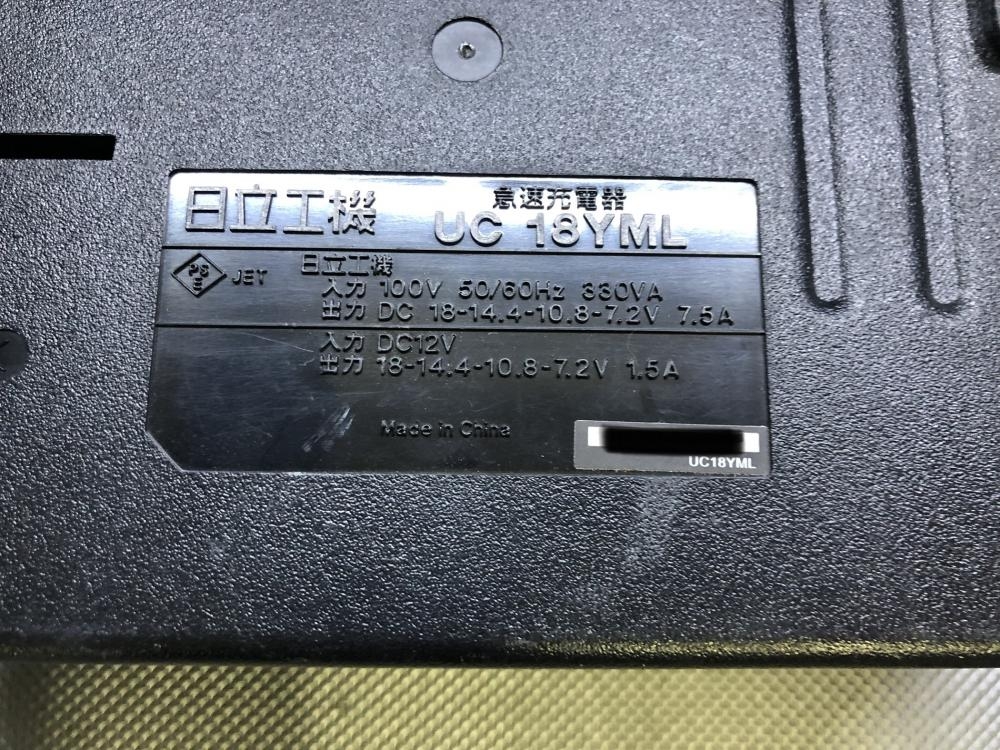 日立工機 急速充電器
UC 18YML
PS
E JET
日立工機
入力 100V 50/60Hz 330VA
出力 DC 18-14.4-10.8-7.2V 7.5A
入力 DC12V
出力 18-14.4-10.8-7.2V 1.5A
Made in China
UC18YML